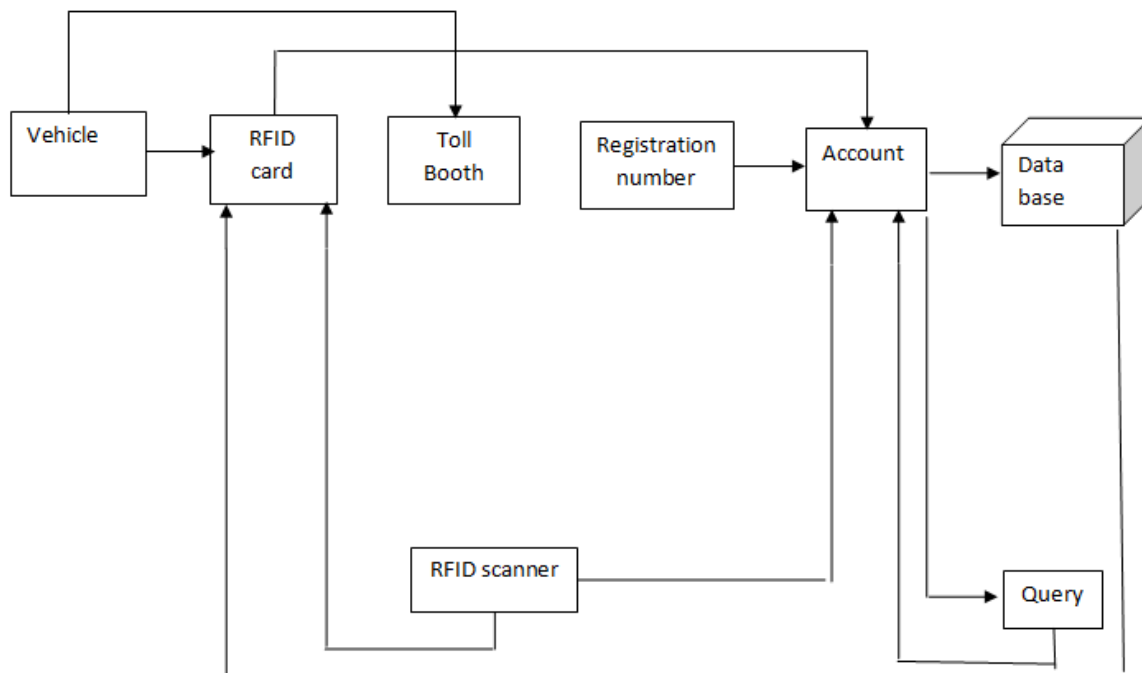 Vehicle
RFID
card
Toll
Booth
Registration
number
Account
Data
base
RFID scanner
Query